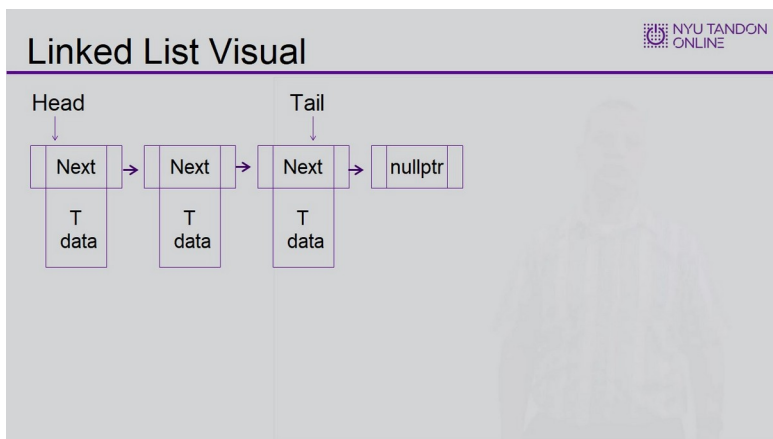 Linked List Visual
NYU TANDON
ONLINE
Head
Tail
Next
Next
Next
nullptr
T
data
T
data
T
data